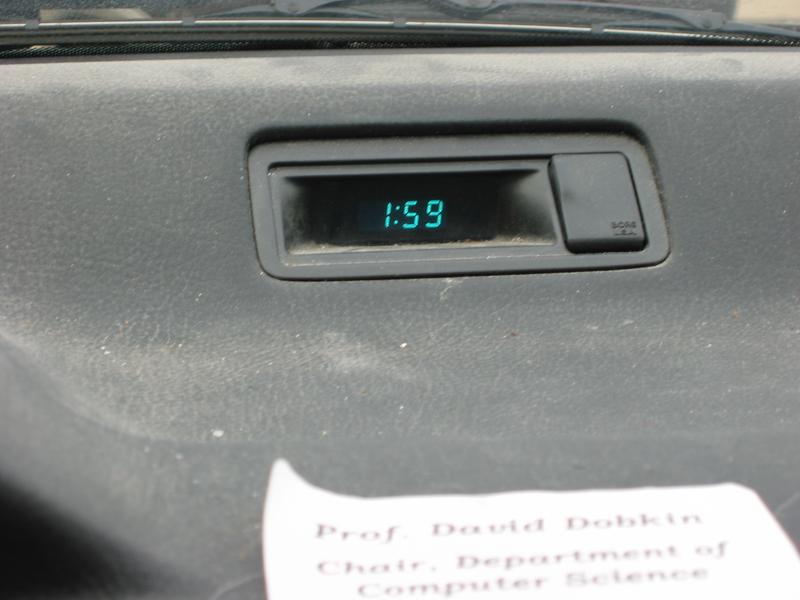 1:59
Prof. David Dobkin
Chair, Department of
Computer Science